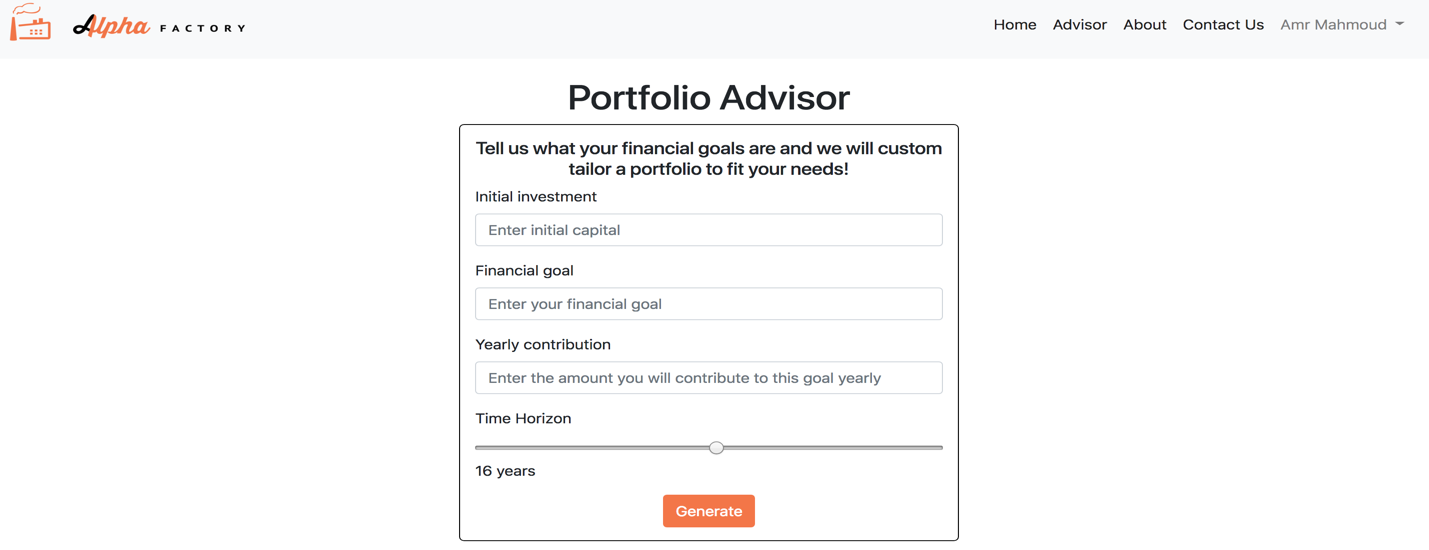 Alpha FACTORY
Home Advisor About Contact Us Amr Mahmoud
Portfolio Advisor
Tell us what your financial goals are and we will custom
tailor a portfolio to fit your needs!
Initial investment
Enter initial capital
Financial goal
Enter your financial goal
Yearly contribution
Enter the amount you will contribute to this goal yearly
Time Horizon
16 years
Generate